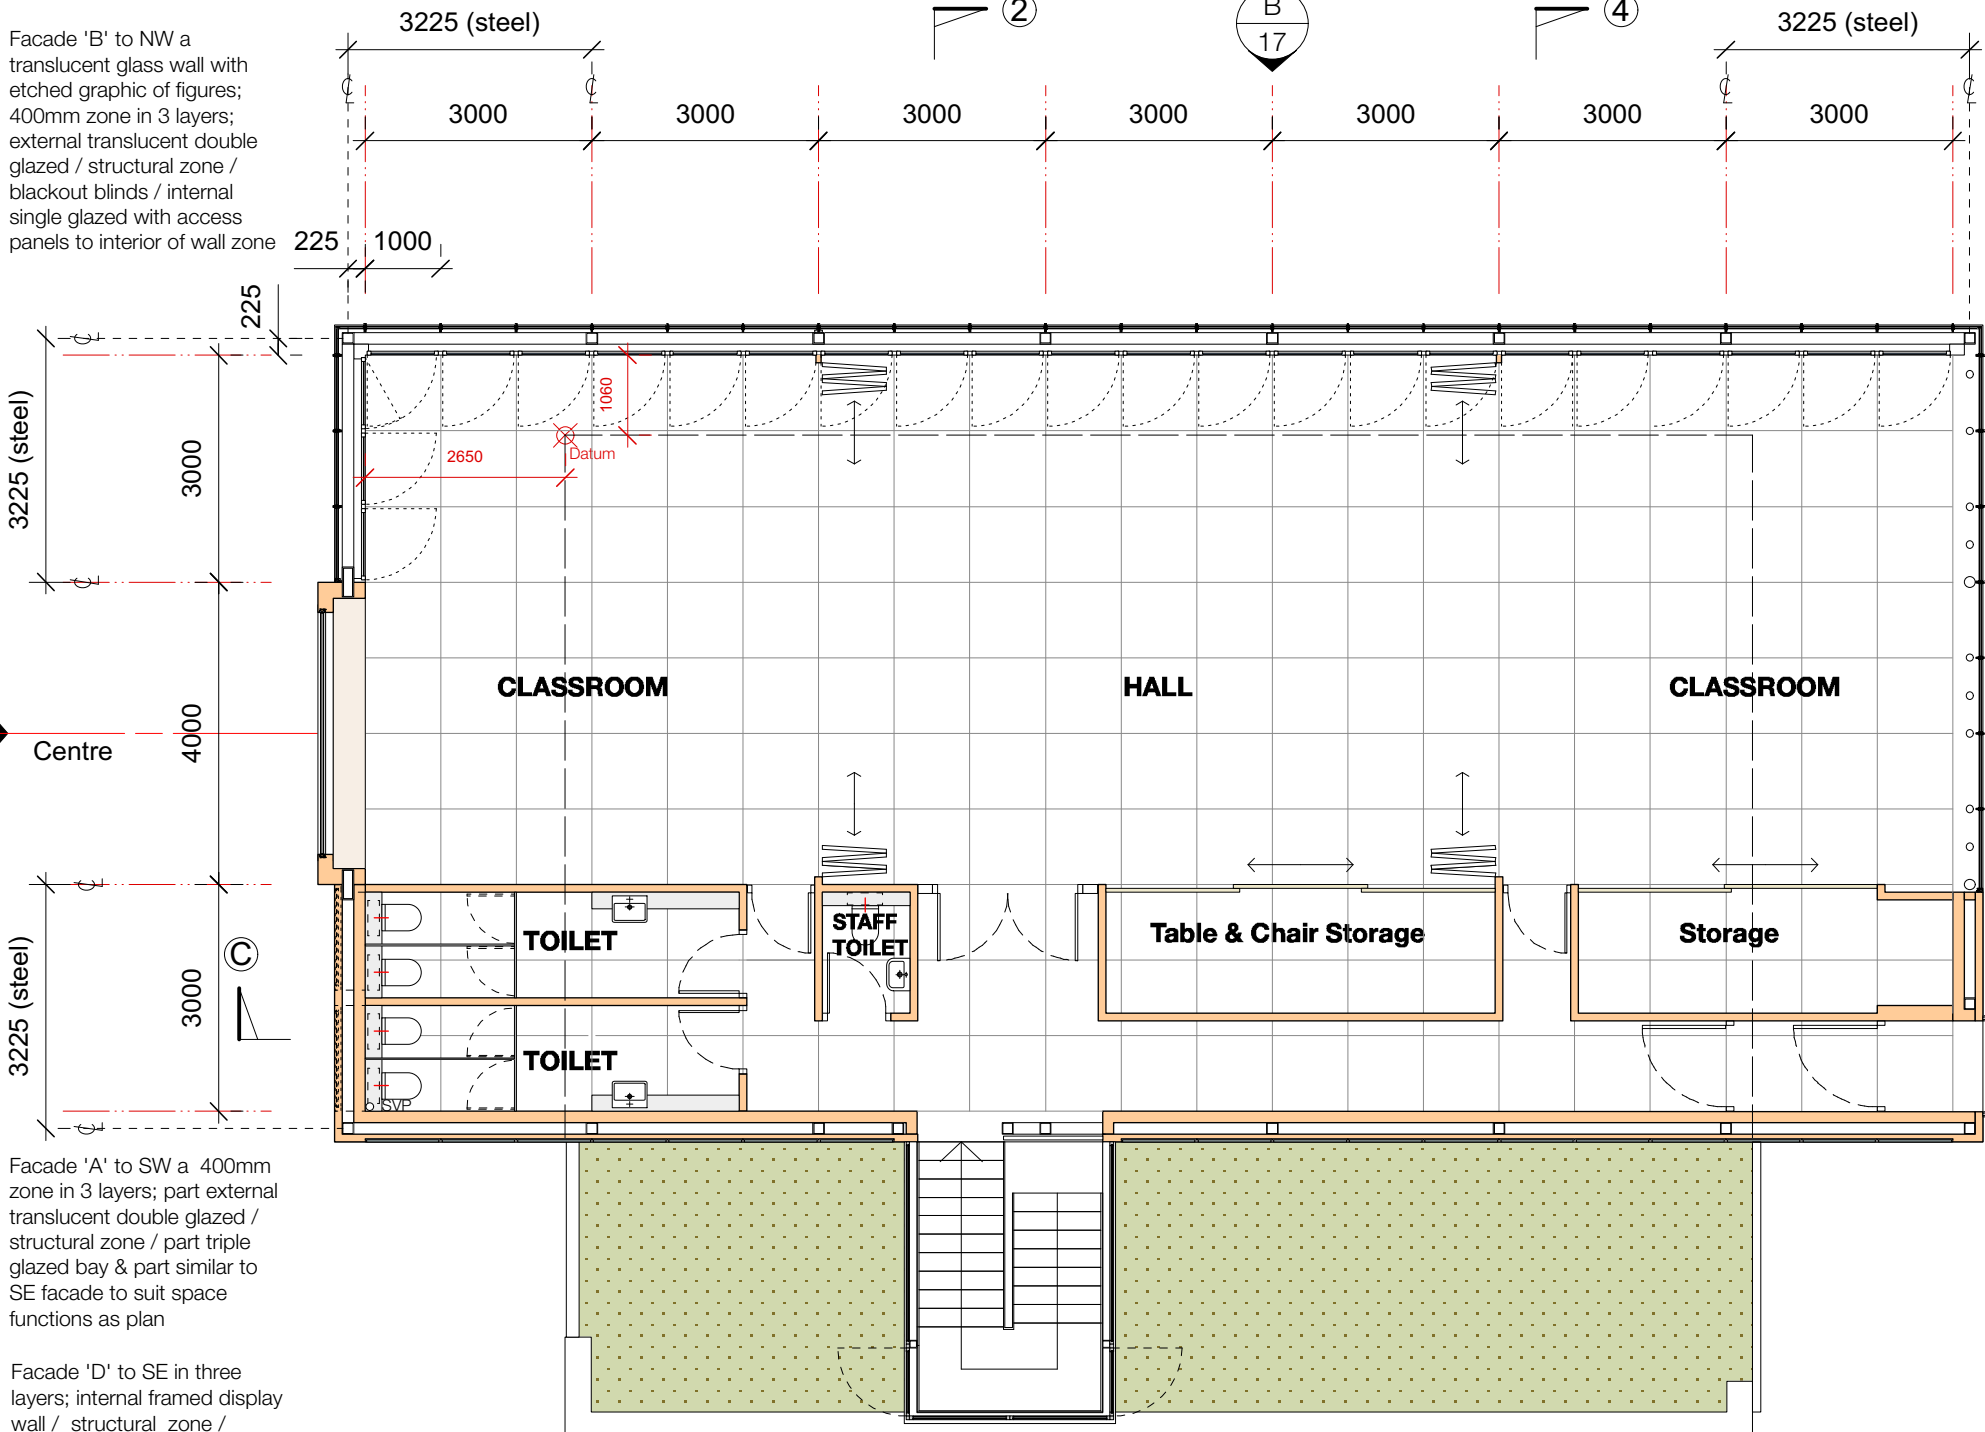 3225 (steel)
2
B
17
4
3225 (steel)
Facade 'B' to NW a
translucent glass wall with
etched graphic of figures;
400mm zone in 3 layers;
external translucent double
glazed / structural zone /
blackout blinds / internal
single glazed with access
panels to interior of wall zone
3000
3000
3000
3000
3000
3000
3000
225
1000
225
3225 (steel)
3000
1060
2650
Datum
CLASSROOM
HALL
CLASSROOM
4000
Centre
3225 (steel)
3000
C
TOILET
STAFF
TOILET
Table & Chair Storage
Storage
TOILET
SVP
Facade 'A' to SW a 400mm
zone in 3 layers; part external
translucent double glazed /
structural zone / part triple
glazed bay & part similar to
SE facade to suit space
functions as plan
Facade 'D' to SE in three
layers; internal framed display
wall / structural zone /